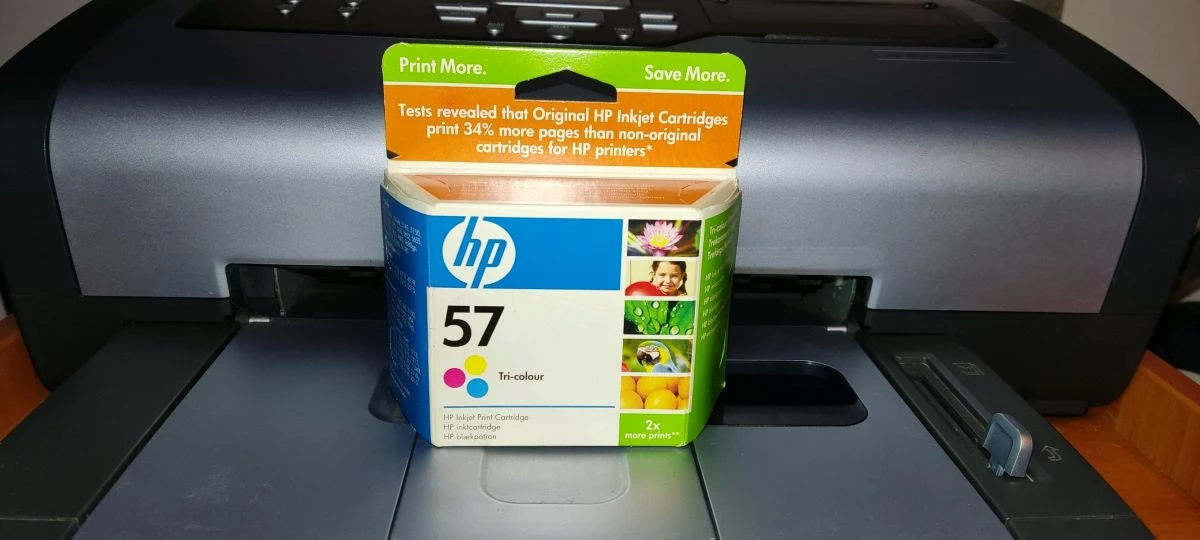 Print More.
Save More.
Tests revealed that Original HP Inkjet Cartridges
print 34% more pages than non-original
cartridges for HP printers*
hp
57
Tri-colour
HP Inkjet Print Cartridge
HP inktcartridge
HP blækpatron
2x
more prints**